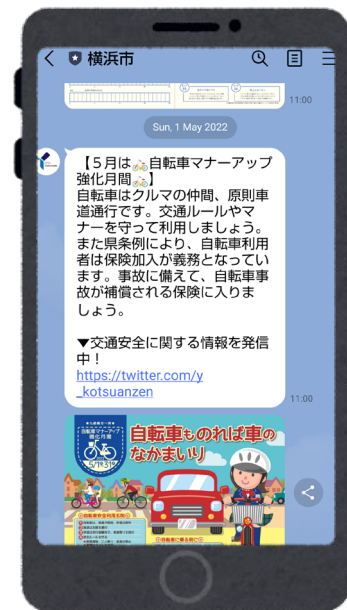 横浜市
11:00
Sun, 1 May 2022
【５月は🚲自転車マナーアップ
強化月間🚲】
自転車はクルマの仲間、原則車
道通行です。交通ルールやマ
ナーを守って利用しましょう。
また県条例により、自転車利用
者は保険加入が義務となってい
ます。事故に備えて、自転車事
故が補償される保険に入りま
しょう。
▼交通安全に関する情報を発信
中！
https://twitter.com/y
_kotsuanzen
11:00
自転車マナーアップ
強化月間
自転車ものれば車の
なかまいり